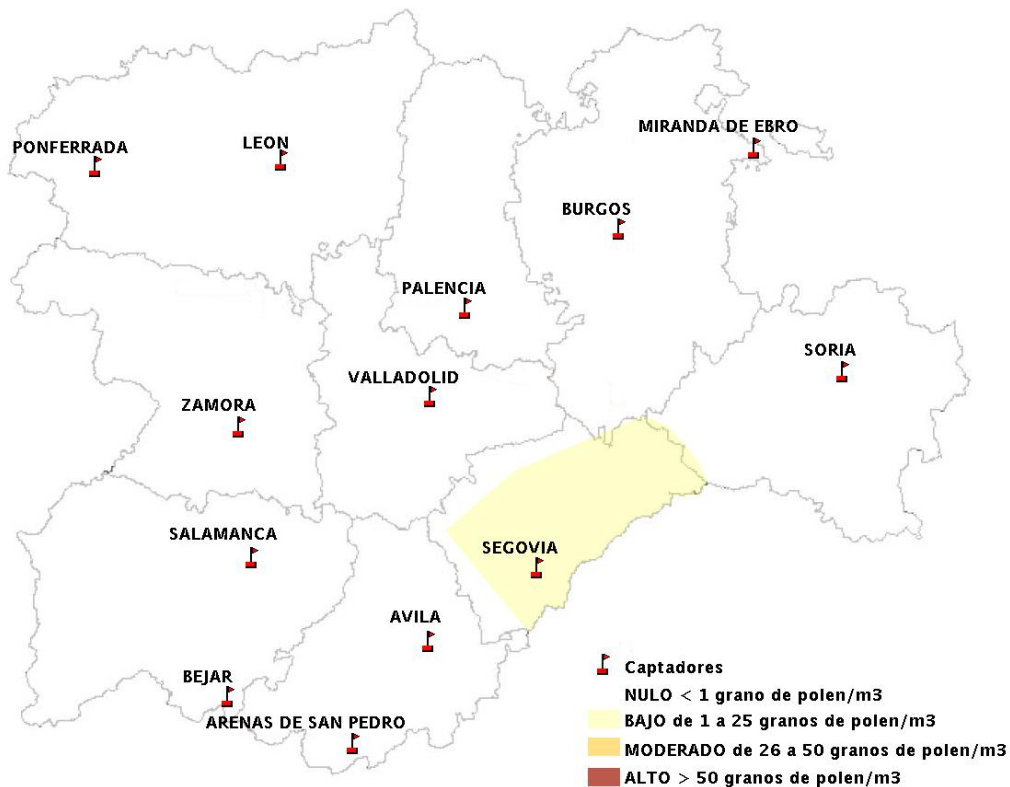 MIRANDA DE EBRO
PONFERRADA
LEON
BURGOS
PALENCIA
SORIA
VALLADOLID
ZAMORA
SALAMANCA
SEGOVIA
AVILA
BEJAR
ARENAS DE SAN PEDRO
Captadores
NULO < 1 grano de polen/m3
BAJO de 1 a 25 granos de polen/m3
MODERADO de 26 a 50 granos de polen/m3
ALTO > 50 granos de polen/m3